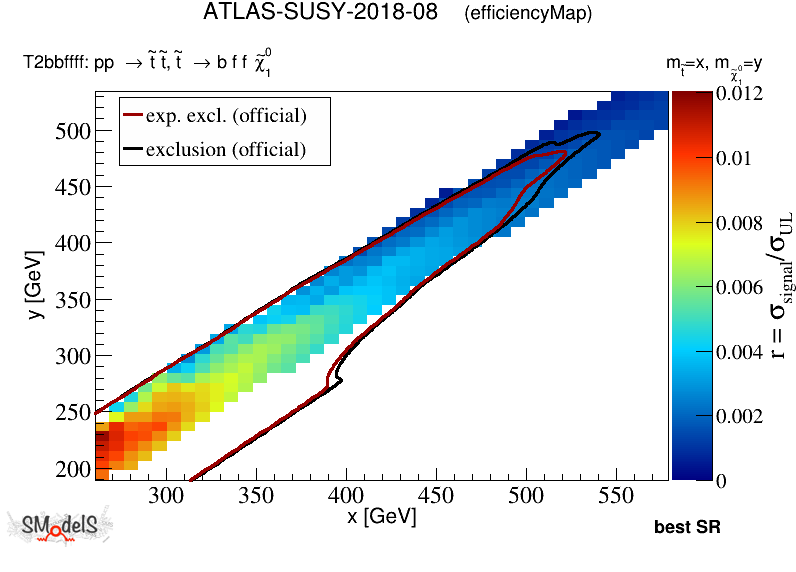 ATLAS-SUSY-2018-08 (efficiencyMap)
T2bbffff: pp → t̃ t̃, t̃ → b f f χ̃₁⁰
m_t̃=x, m_χ̃₁⁰=y
exp. excl. (official)
exclusion (official)
500
450
400
350
300
250
200
y [GeV]
300 350 400 450 500 550
x [GeV]
0.012
0.01
0.008
0.006
0.004
0.002
0
r = σ_signal/σ_UL
SModelS
best SR